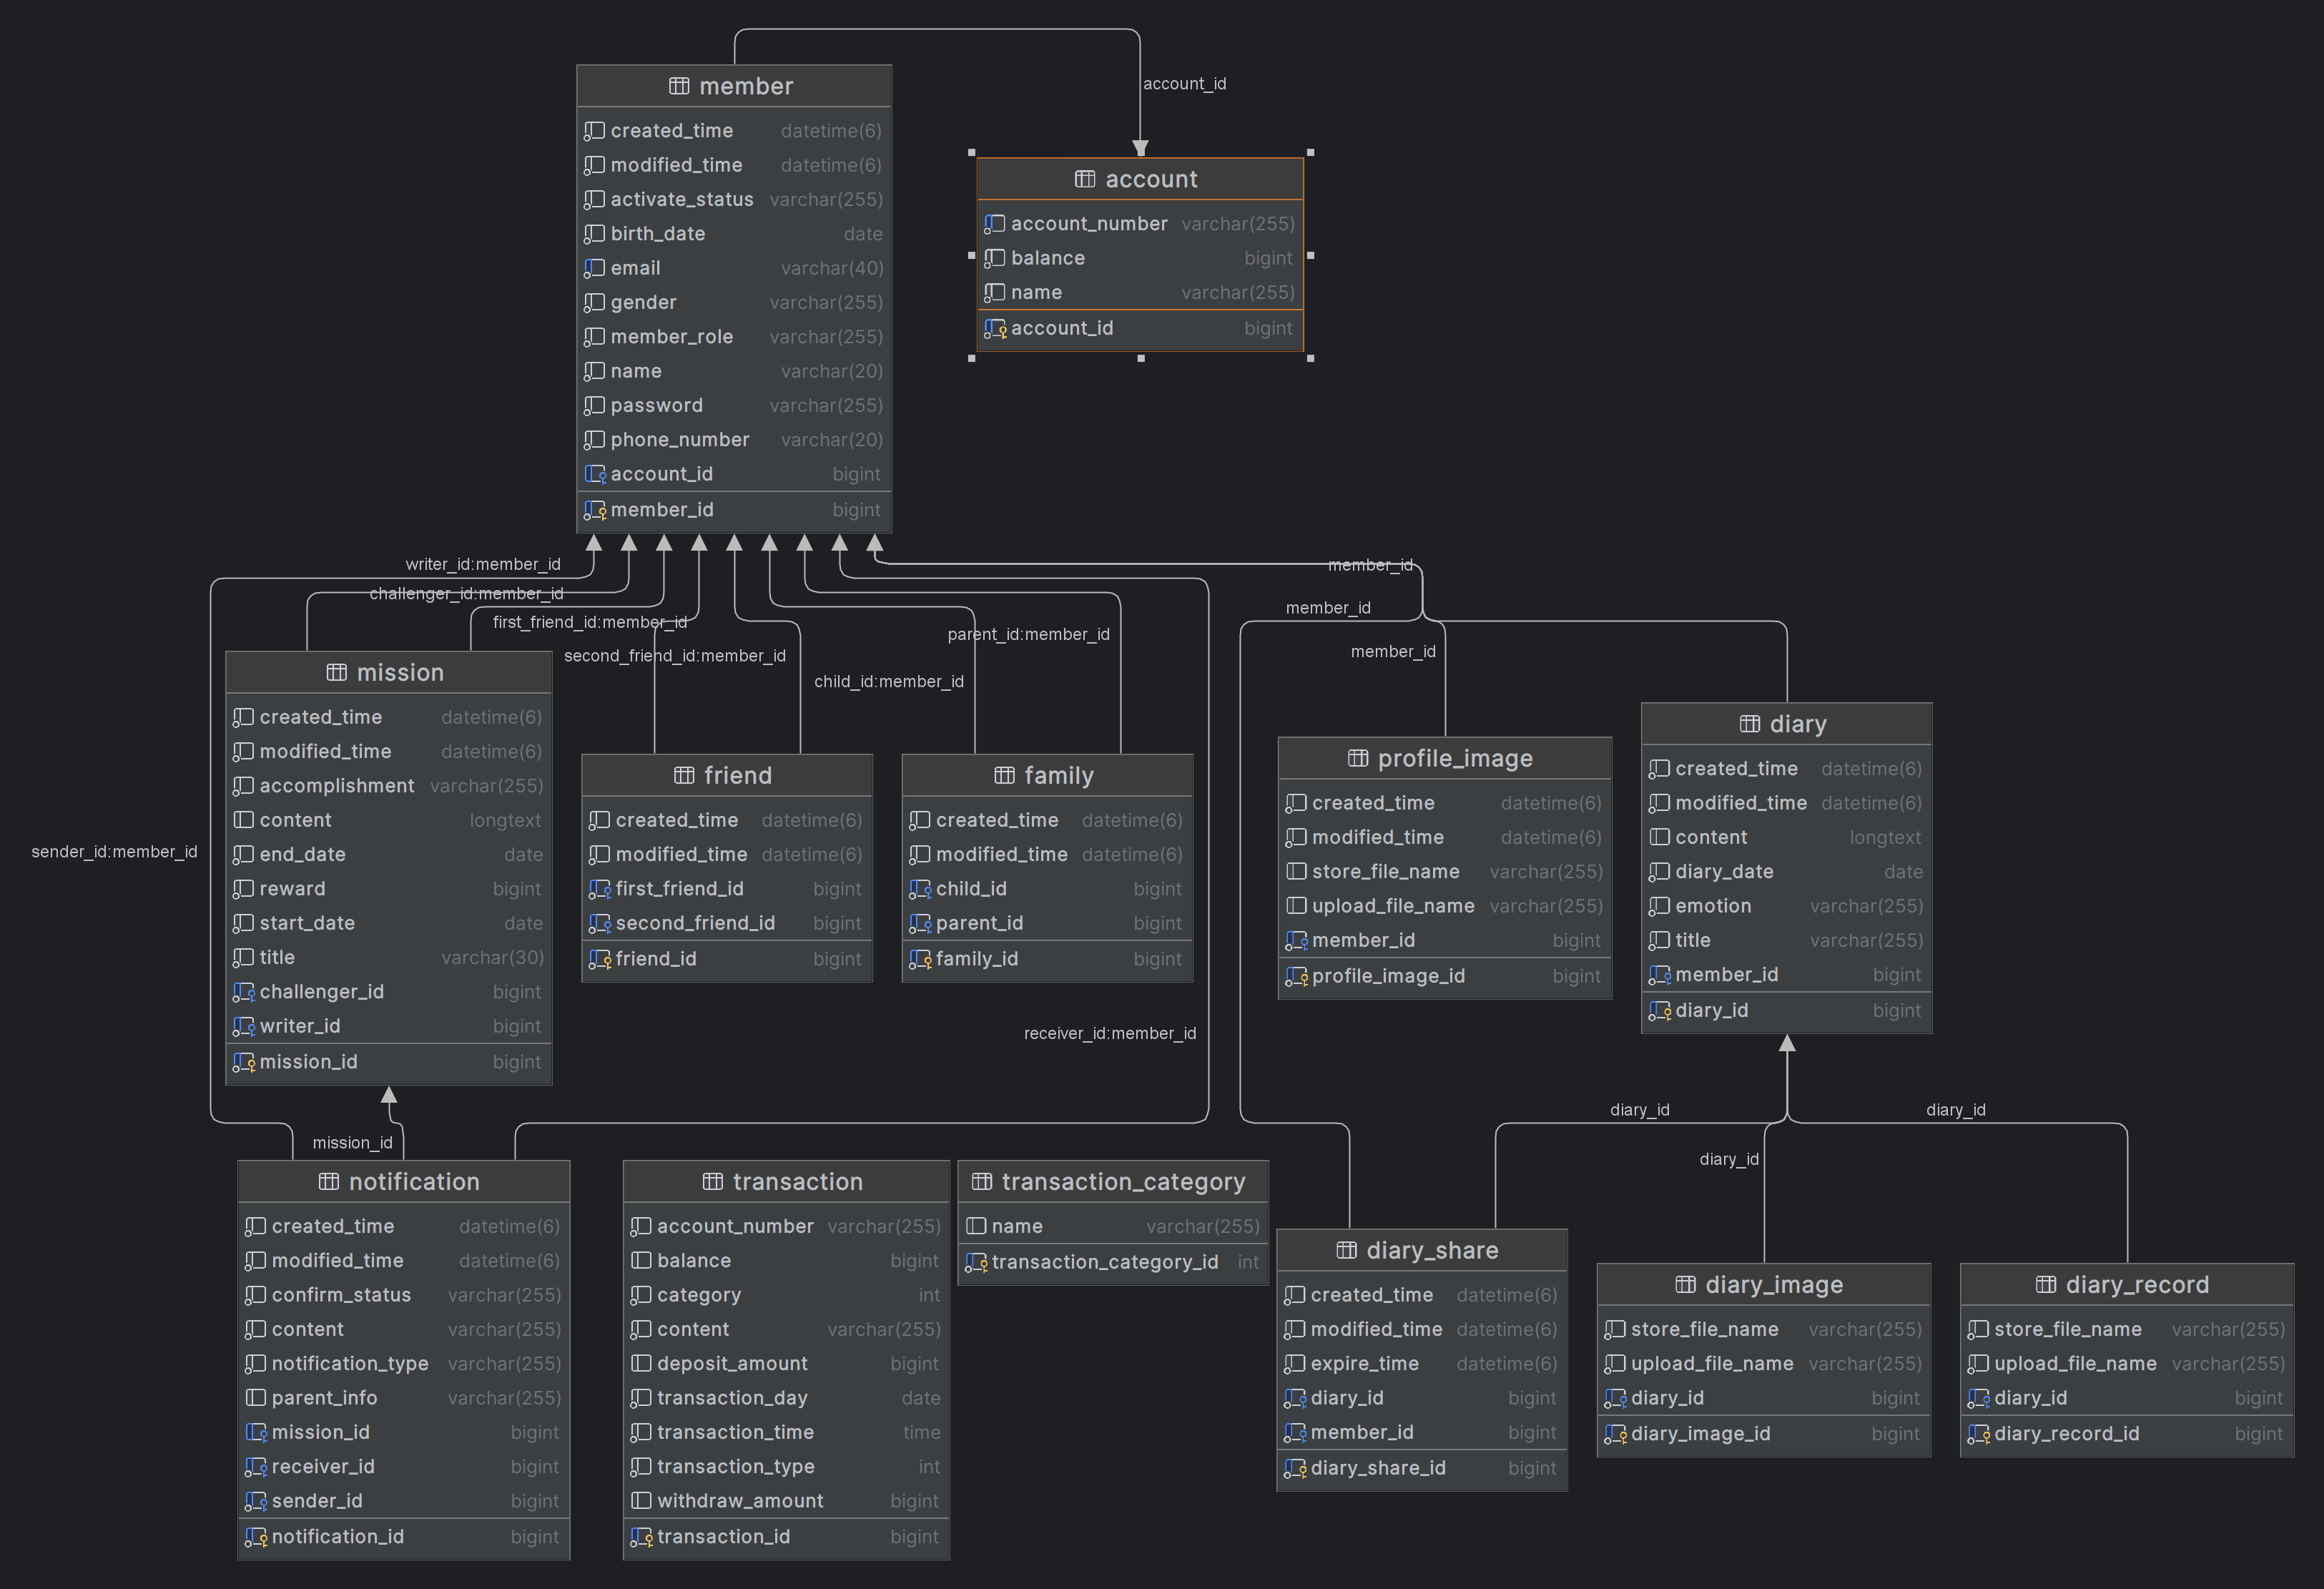 member
created_time datetime(6)
modified_time datetime(6)
activate_status varchar(255)
birth_date date
email varchar(40)
gender varchar(255)
member_role varchar(255)
name varchar(20)
password varchar(255)
phone_number varchar(20)
account_id bigint
member_id bigint
account_id
account
account_number varchar(255)
balance bigint
name varchar(255)
account_id bigint
writer_id:member_id
challenger_id:member_id
first_friend_id:member_id
second_friend_id:member_id
child_id:member_id
parent_id:member_id
member_id
member_id
member_id
sender_id:member_id
receiver_id:member_id
mission
created_time datetime(6)
modified_time datetime(6)
accomplishment varchar(255)
content longtext
end_date date
reward bigint
start_date date
title varchar(30)
challenger_id bigint
writer_id bigint
mission_id bigint
friend
created_time datetime(6)
modified_time datetime(6)
first_friend_id bigint
second_friend_id bigint
friend_id bigint
family
created_time datetime(6)
modified_time datetime(6)
child_id bigint
parent_id bigint
family_id bigint
profile_image
created_time datetime(6)
modified_time datetime(6)
store_file_name varchar(255)
upload_file_name varchar(255)
member_id bigint
profile_image_id bigint
diary
created_time datetime(6)
modified_time datetime(6)
content longtext
diary_date date
emotion varchar(255)
title varchar(255)
member_id bigint
diary_id bigint
mission_id
diary_id
diary_id
diary_id
notification
created_time datetime(6)
modified_time datetime(6)
confirm_status varchar(255)
content varchar(255)
notification_type varchar(255)
parent_info varchar(255)
mission_id bigint
receiver_id bigint
sender_id bigint
notification_id bigint
transaction
account_number varchar(255)
balance bigint
category int
content varchar(255)
deposit_amount bigint
transaction_day date
transaction_time time
transaction_type int
withdraw_amount bigint
transaction_id bigint
transaction_category
name varchar(255)
transaction_category_id int
diary_share
created_time datetime(6)
modified_time datetime(6)
expire_time datetime(6)
diary_id bigint
member_id bigint
diary_share_id bigint
diary_image
store_file_name varchar(255)
upload_file_name varchar(255)
diary_id bigint
diary_image_id bigint
diary_record
store_file_name varchar(255)
upload_file_name varchar(255)
diary_id bigint
diary_record_id bigint